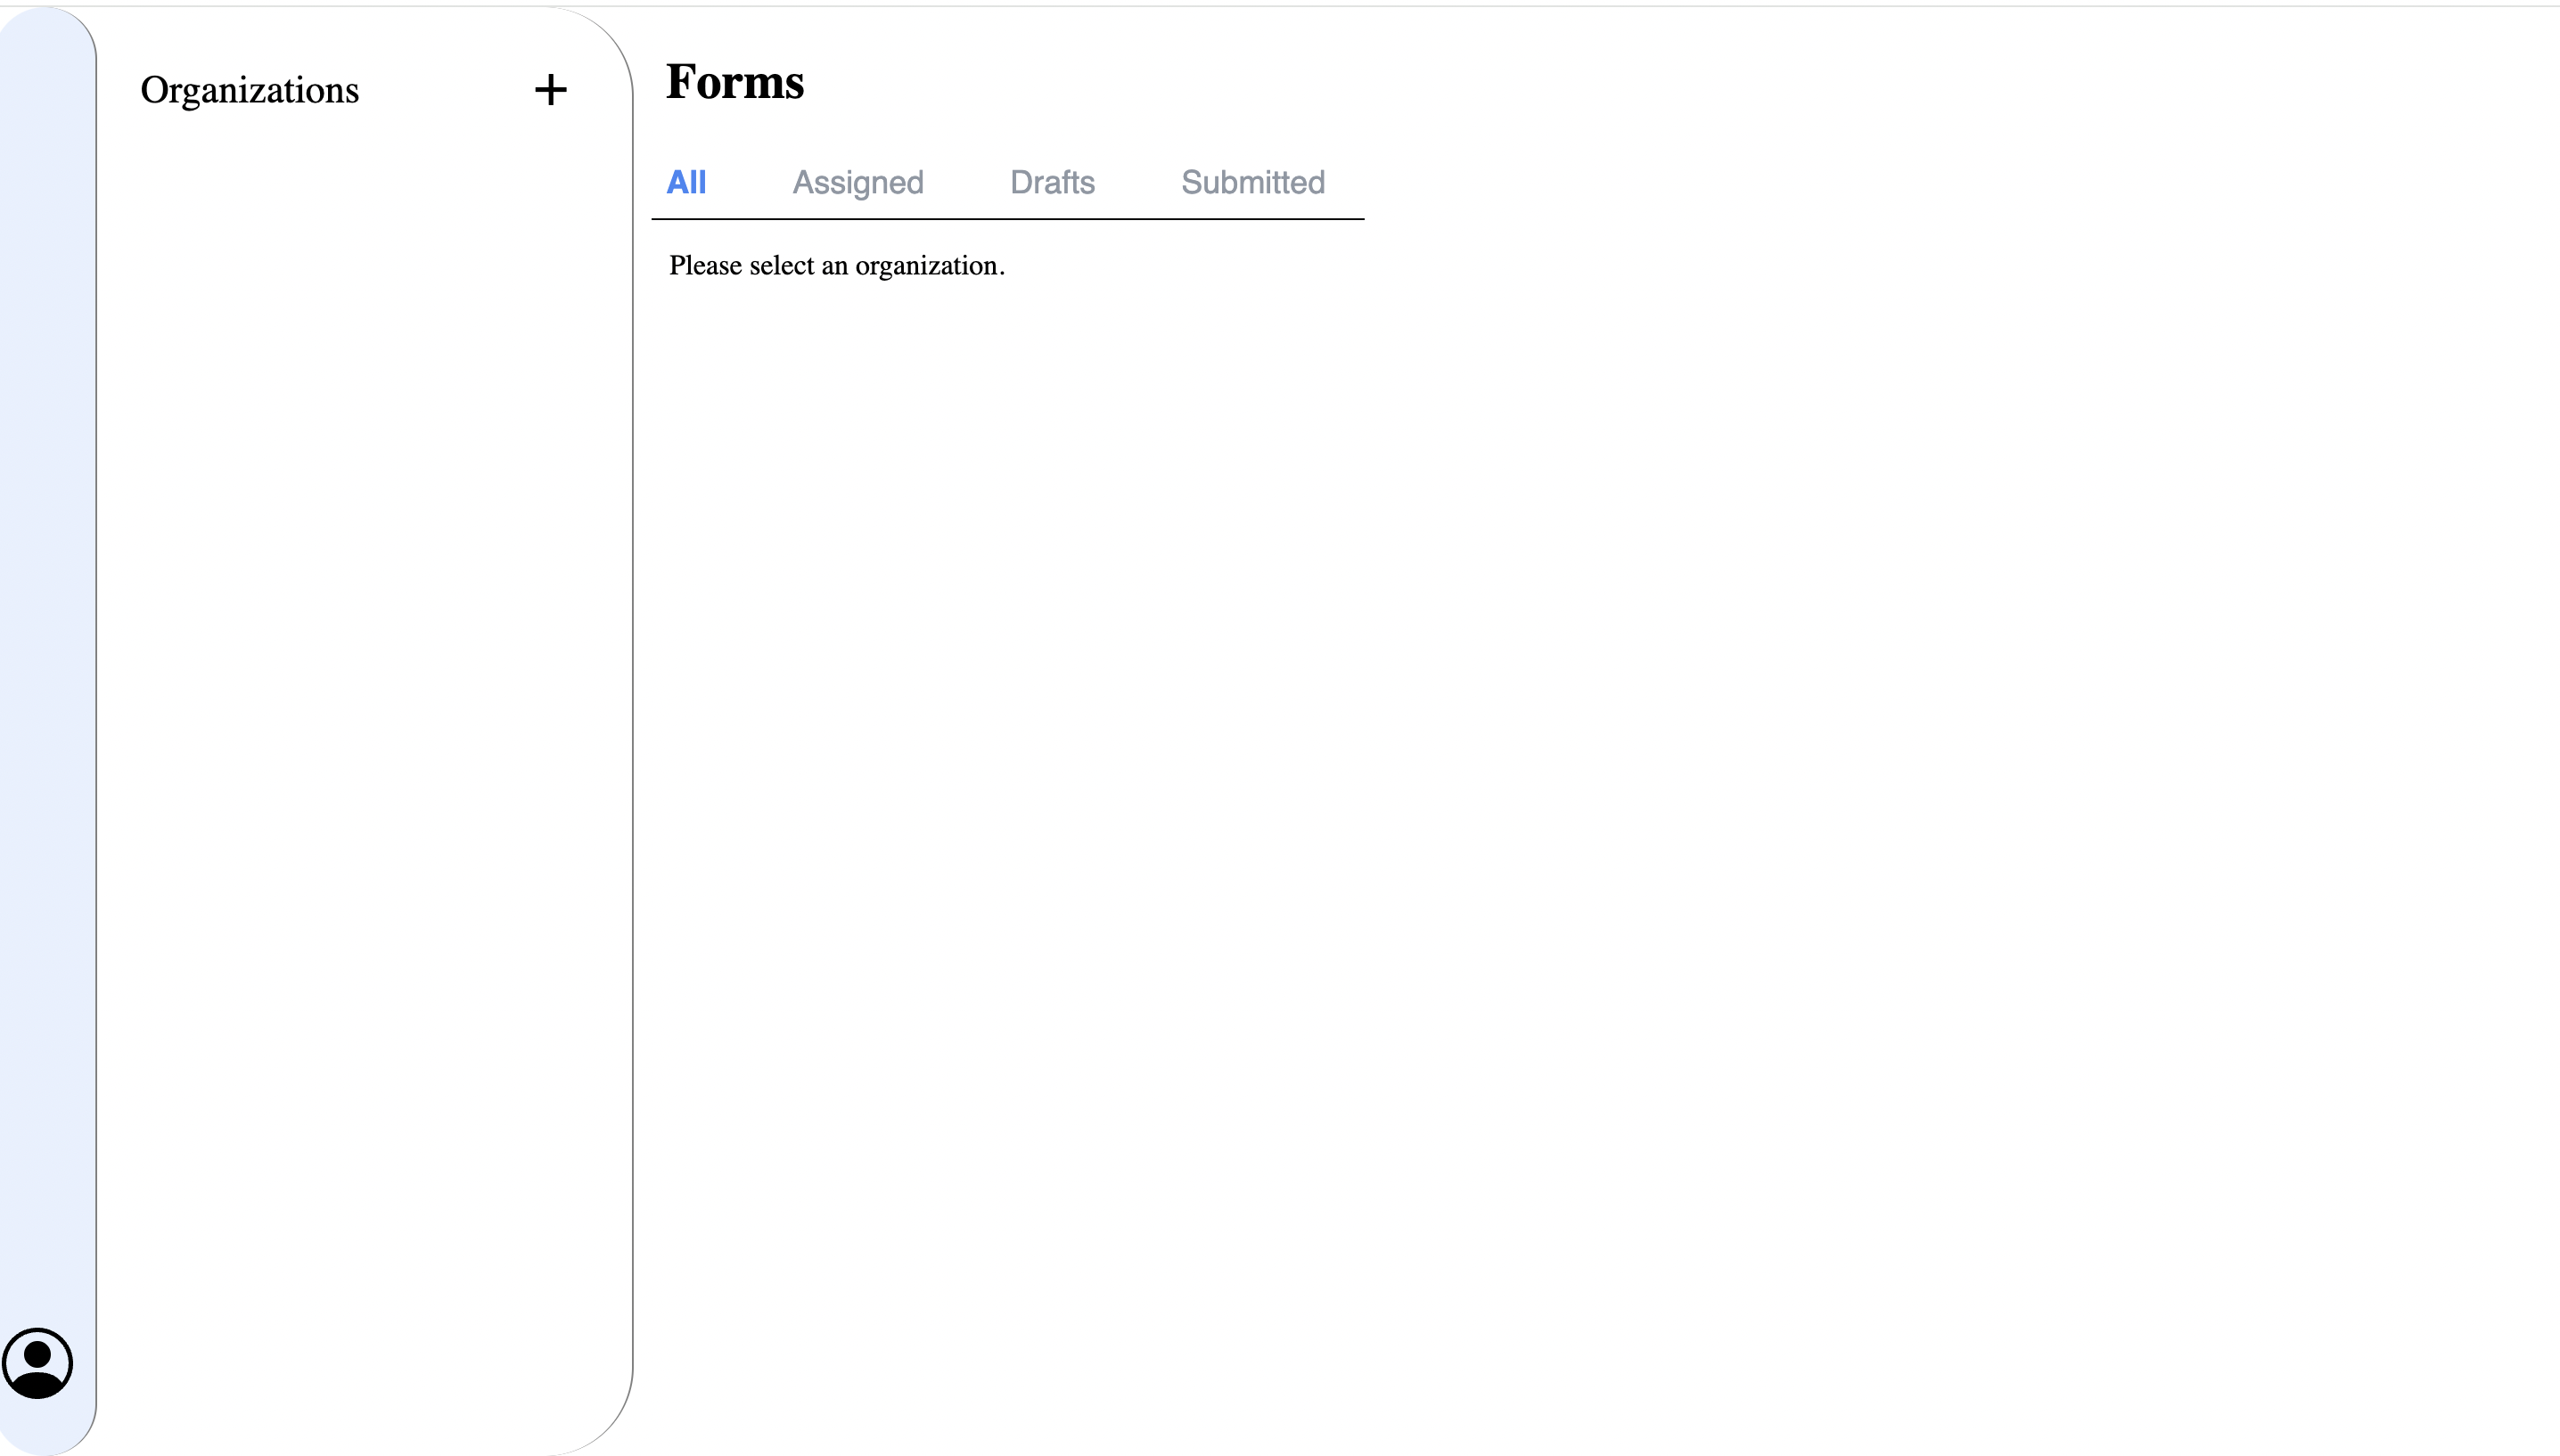 Organizations
Forms
All Assigned Drafts Submitted
Please select an organization.